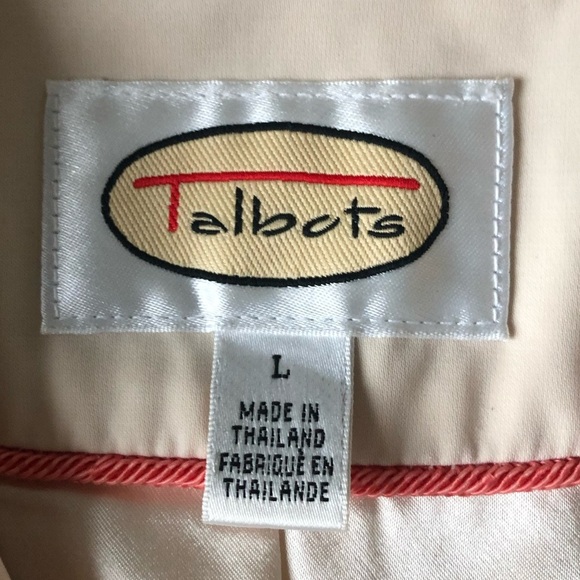 Talbots
L
MADE IN
THAILAND
FABRIQUÉ EN
THAILANDE